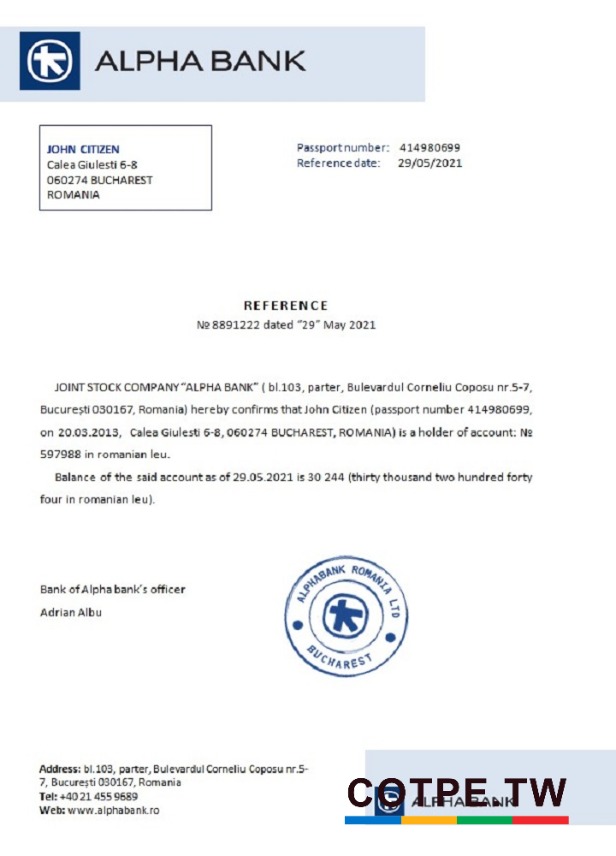 ALPHA BANK
JOHN CITIZEN
Calea Giulesti 6-8
060274 BUCHAREST
ROMANIA
Passport number: 414980699
Reference date: 29/05/2021
REFERENCE
№ 8891222 dated “29” May 2021
JOINT STOCK COMPANY “ALPHA BANK” ( bl.103, parter, Bulevardul Corneliu Coposu nr.5-7,
București 030167, Romania) hereby confirms that John Citizen (passport number 414980699,
on 20.03.2013, Calea Giulesti 6-8, 060274 BUCHAREST, ROMANIA) is a holder of account: №
597988 in romanian leu.
Balance of the said account as of 29.05.2021 is 30 244 (thirty thousand two hundred forty
four in romanian leu).
Bank of Alpha bank’s officer
Adrian Albu
ALPHABANK ROMANIA LTD
BUCHAREST
Address: bl.103, parter, Bulevardul Corneliu Coposu nr.5-
7, București 030167, Romania
Tel: +40 21 455 9689
Web: www.alphabank.ro
COTPE.TW
ALPHA BANK